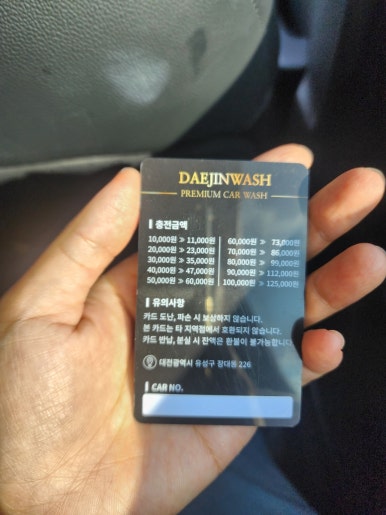 DAEJINWASH
PREMIUM CAR WASH
충전금액
10,000원 ≫ 11,000원 60,000원 ≫ 73,000원
20,000원 ≫ 23,000원 70,000원 ≫ 86,000원
30,000원 ≫ 35,000원 80,000원 ≫ 99,000원
40,000원 ≫ 47,000원 90,000원 ≫ 112,000원
50,000원 ≫ 60,000원 100,000원 ≫ 125,000원
유의사항
카드 도난, 파손 시 보상하지 않습니다.
본 카드는 타 지역점에서 호환되지 않습니다.
카드 반납, 분실 시 잔액은 환불이 불가능합니다.
대전광역시 유성구 장대동 226
CAR NO.